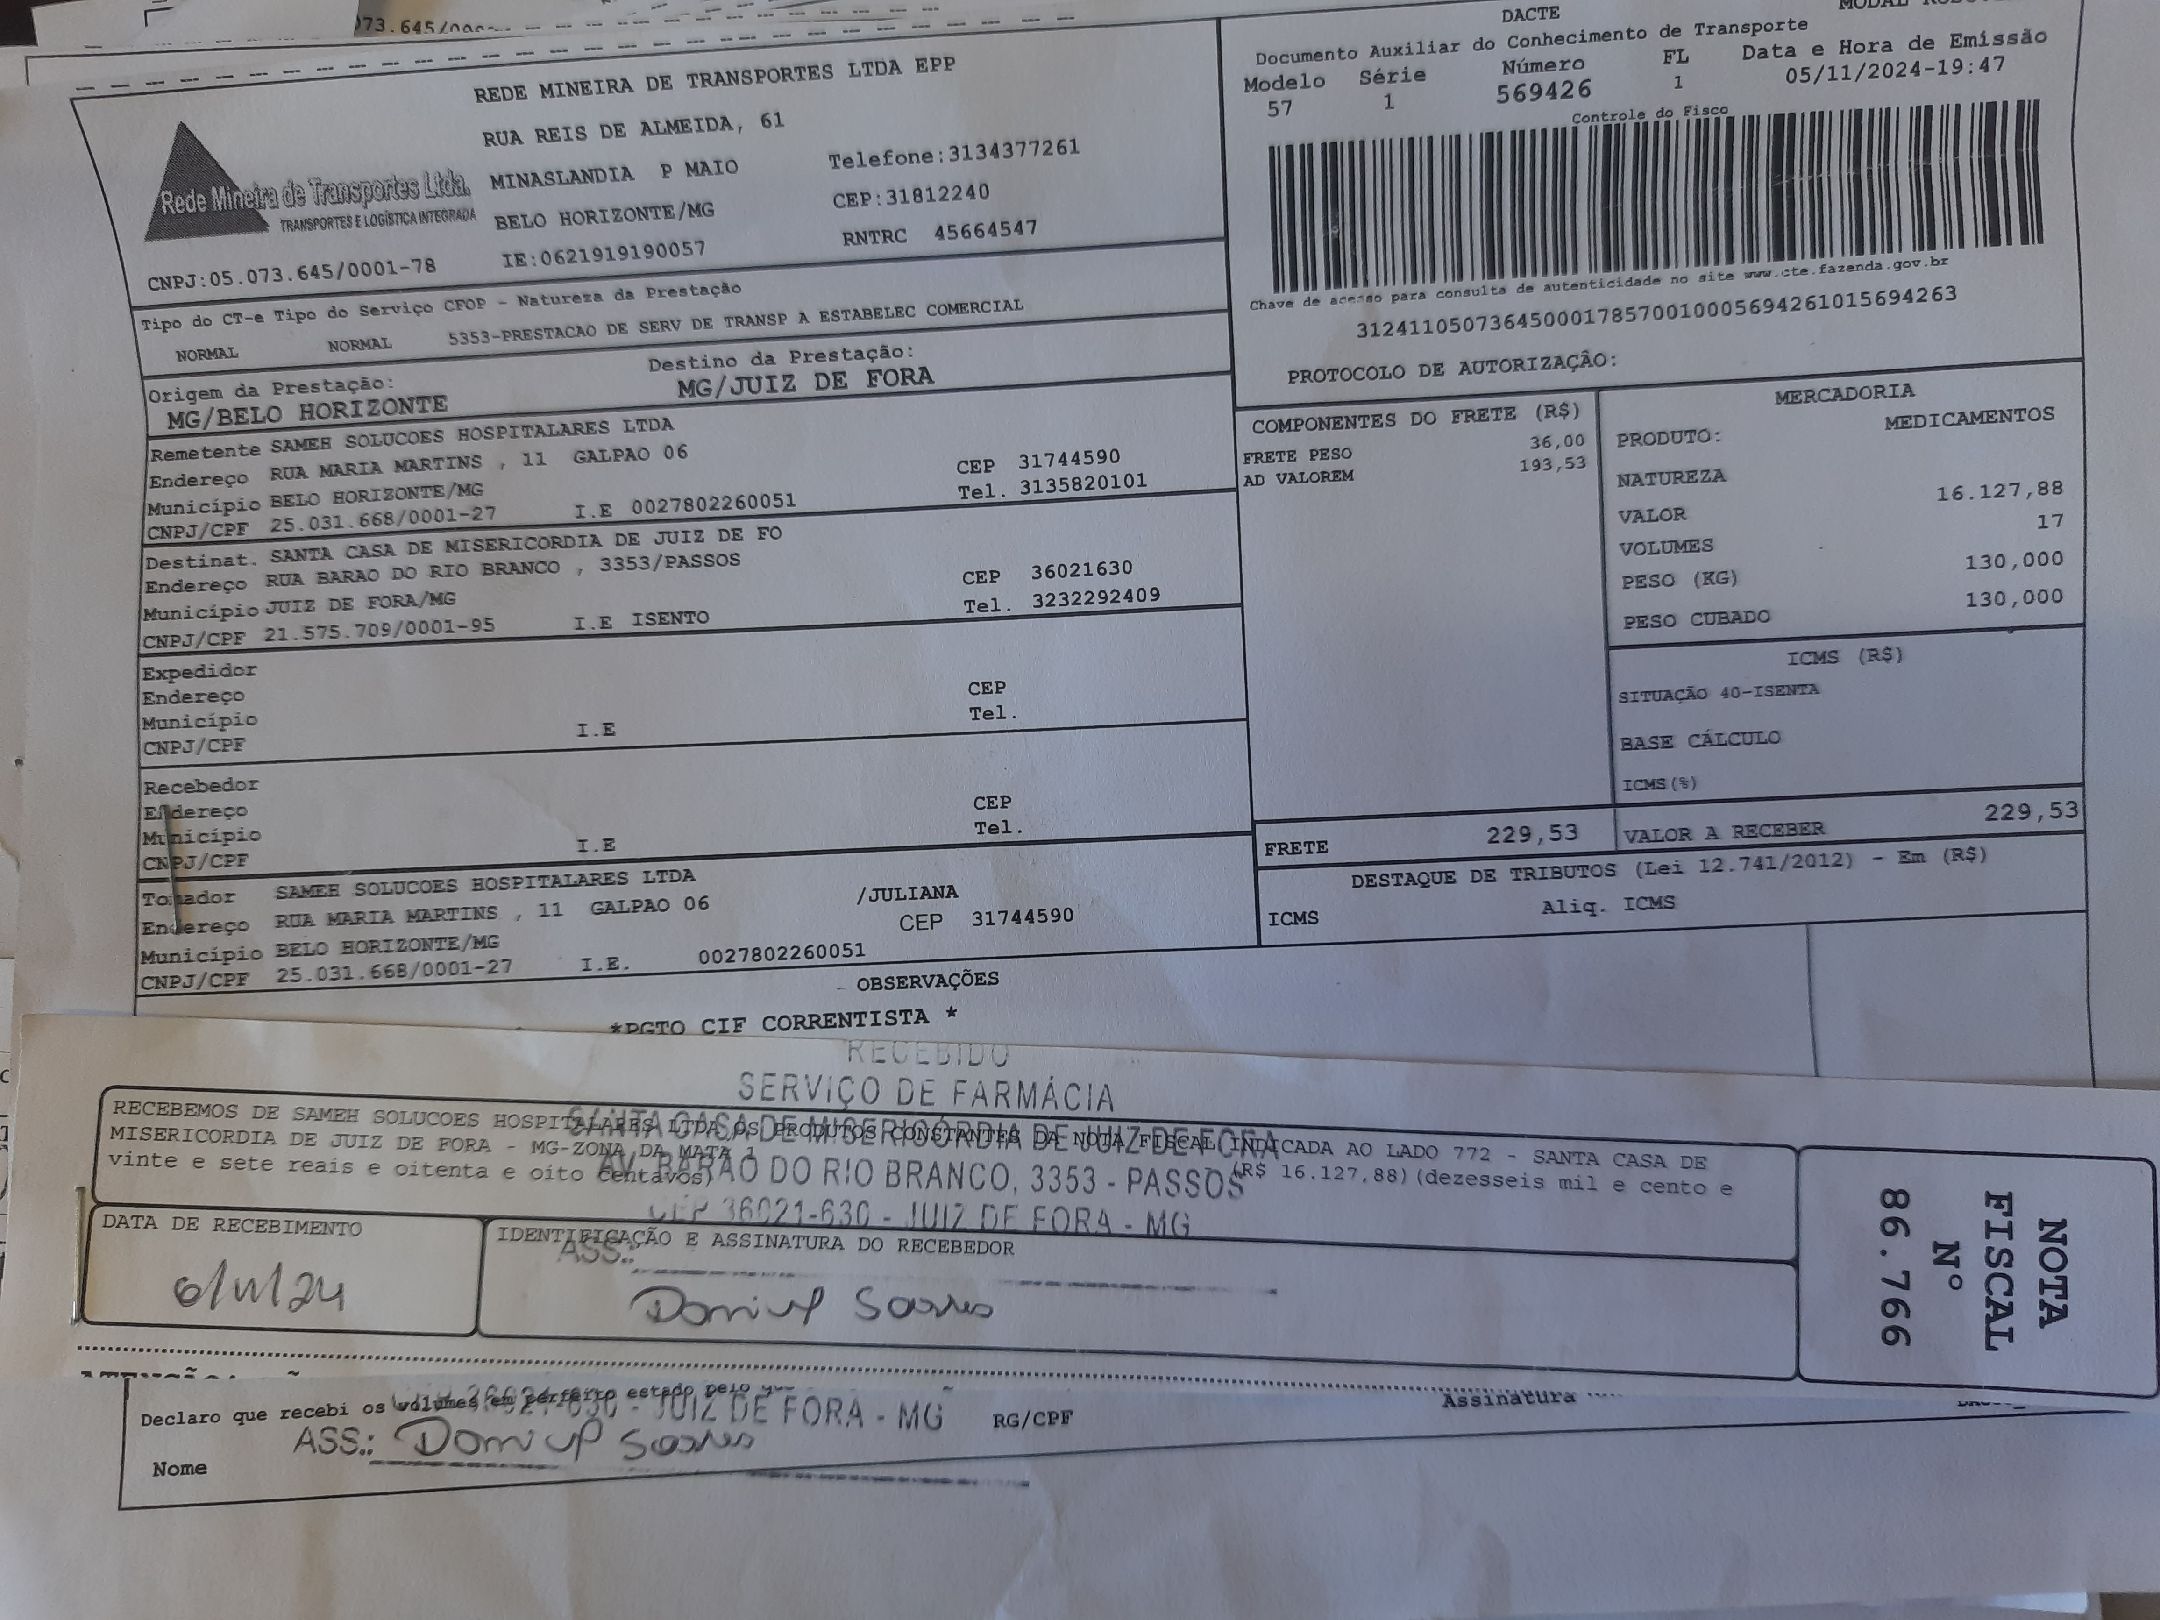 073.645/000
REDE MINEIRA DE TRANSPORTES LTDA EPP
RUA REIS DE ALMEIDA, 61
MINASLANDIA P MAIO Telefone:3134377261
BELO HORIZONTE/MG CEP:31812240
IE:0621919190057 RNTRC 45664547
Rede Mineira de Transportes Ltda.
TRANSPORTES E LOGÍSTICA INTEGRADA
CNPJ:05.073.645/0001-78
DACTE
Documento Auxiliar do Conhecimento de Transporte
Modelo Série Número FL Data e Hora de Emissão
57 1 569426 1 05/11/2024-19:47
Controle do Fisco
Chave de acesso para consulta de autenticidade no site www.cte.fazenda.gov.br
31241105073645000178570010005694261015694263
PROTOCOLO DE AUTORIZAÇÃO:
Tipo do CT-e Tipo do Serviço CFOP - Natureza da Prestação
NORMAL NORMAL 5353-PRESTACAO DE SERV DE TRANSP A ESTABELEC COMERCIAL
Origem da Prestação: Destino da Prestação:
MG/BELO HORIZONTE MG/JUIZ DE FORA
Remetente SAMEH SOLUCOES HOSPITALARES LTDA
Endereço RUA MARIA MARTINS , 11 GALPAO 06 CEP 31744590
Município BELO HORIZONTE/MG Tel. 3135820101
CNPJ/CPF 25.031.668/0001-27 I.E 0027802260051
Destinat. SANTA CASA DE MISERICORDIA DE JUIZ DE FO
Endereço RUA BARAO DO RIO BRANCO , 3353/PASSOS CEP 36021630
Município JUIZ DE FORA/MG Tel. 3232292409
CNPJ/CPF 21.575.709/0001-95 I.E ISENTO
Expedidor
Endereço CEP
Município Tel.
CNPJ/CPF I.E
Recebedor
Endereço CEP
Município Tel.
CNPJ/CPF I.E
Tomador SAMEH SOLUCOES HOSPITALARES LTDA /JULIANA
Endereço RUA MARIA MARTINS , 11 GALPAO 06 CEP 31744590
Município BELO HORIZONTE/MG
CNPJ/CPF 25.031.668/0001-27 I.E. 0027802260051
COMPONENTES DO FRETE (R$)
FRETE PESO 36,00
AD VALOREM 193,53
MERCADORIA
PRODUTO: MEDICAMENTOS
NATUREZA
VALOR 16.127,88
VOLUMES 17
PESO (KG) 130,000
PESO CUBADO 130,000
ICMS (R$)
SITUAÇÃO 40-ISENTA
BASE CÁLCULO
ICMS(%)
FRETE 229,53 VALOR A RECEBER 229,53
DESTAQUE DE TRIBUTOS (Lei 12.741/2012) - Em (R$)
ICMS Aliq. ICMS
OBSERVAÇÕES
*PGTO CIF CORRENTISTA *
RECEBIDO
SERVIÇO DE FARMÁCIA
SANTA CASA DE MISERICÓRDIA DE JUIZ DE FORA
AV. BARÃO DO RIO BRANCO, 3353 - PASSOS
CEP 36021-630 - JUIZ DE FORA - MG
ASS.:
RECEBEMOS DE SAMEH SOLUCOES HOSPITALARES LTDA OS PRODUTOS CONSTANTES DA NOTA FISCAL INDICADA AO LADO 772 - SANTA CASA DE
MISERICORDIA DE JUIZ DE FORA - MG-ZONA DA MATA 1 (R$ 16.127,88)(dezesseis mil e cento e
vinte e sete reais e oitenta e oito centavos)
DATA DE RECEBIMENTO IDENTIFICAÇÃO E ASSINATURA DO RECEBEDOR
6/11/24
NOTA
FISCAL
N°
86.766
Declaro que recebi os volumes em perfeito estado pelo
36021-630 - JUIZ DE FORA - MG
RG/CPF
Assinatura
ASS.:
Nome